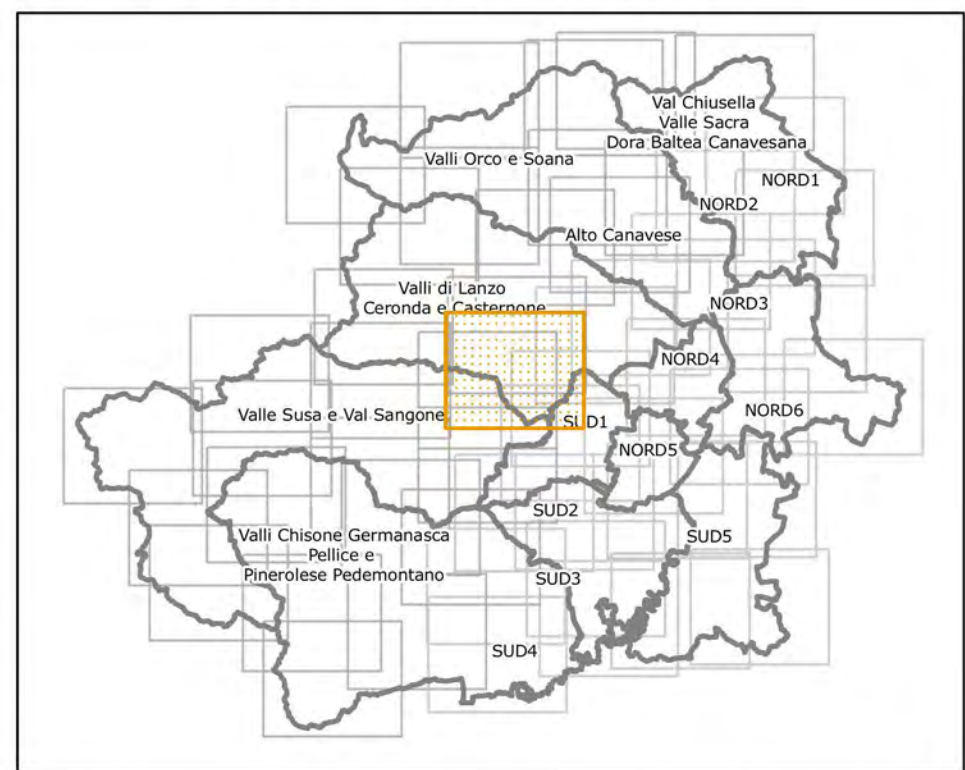 Val Chiusella
Valle Sacra
Dora Baltea Canavesana
Valli Orco e Soana
NORD1
NORD2
Alto Canavese
Valli di Lanzo
Ceronda e Casternone
NORD3
NORD4
Valle Susa e Val Sangone
SUD1
NORD6
NORD5
SUD2
Valli Chisone Germanasca
Pellice e
Pinerolese Pedemontano
SUD5
SUD3
SUD4